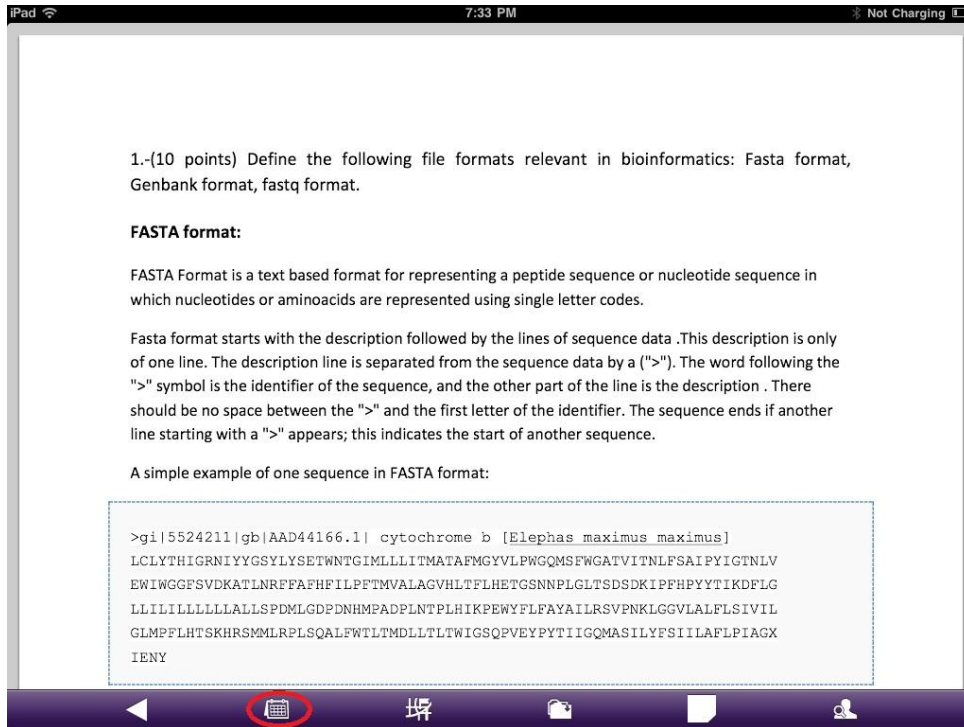 iPad
7:33 PM
Not Charging
1.-(10 points) Define the following file formats relevant in bioinformatics: Fasta format,
Genbank format, fastq format.
FASTA format:
FASTA Format is a text based format for representing a peptide sequence or nucleotide sequence in
which nucleotides or aminoacids are represented using single letter codes.
Fasta format starts with the description followed by the lines of sequence data .This description is only
of one line. The description line is separated from the sequence data by a (">"). The word following the
">" symbol is the identifier of the sequence, and the other part of the line is the description . There
should be no space between the ">" and the first letter of the identifier. The sequence ends if another
line starting with a ">" appears; this indicates the start of another sequence.
A simple example of one sequence in FASTA format:
>gi|5524211|gb|AAD44166.1| cytochrome b [Elephas maximus maximus]
LCLYTHIGRNIYYGSYLYSETWNTGIMLLLITMATAFMGYVLPWGQMSFWGATVITNLFSAIPYIGTNLV
EWIWGGFSVDKATLNRFFAFHFILPFTMVALAGVHLTFLHETGSNNPLGLTSDSDKIPFHPYYTIKDFLG
LLILILLLLLLALLSPDMLGDPDNHMPADPLNTPLHIKPEWYFLFAYAILRSVPNKLGGVLALFLSIVIL
GLMPFLHTSKHRSMMLRPLSQALFWTLTMDLLTLTWIGSQPVEYPYTIIGQMASILYFSIILAFLPIAGX
IENY